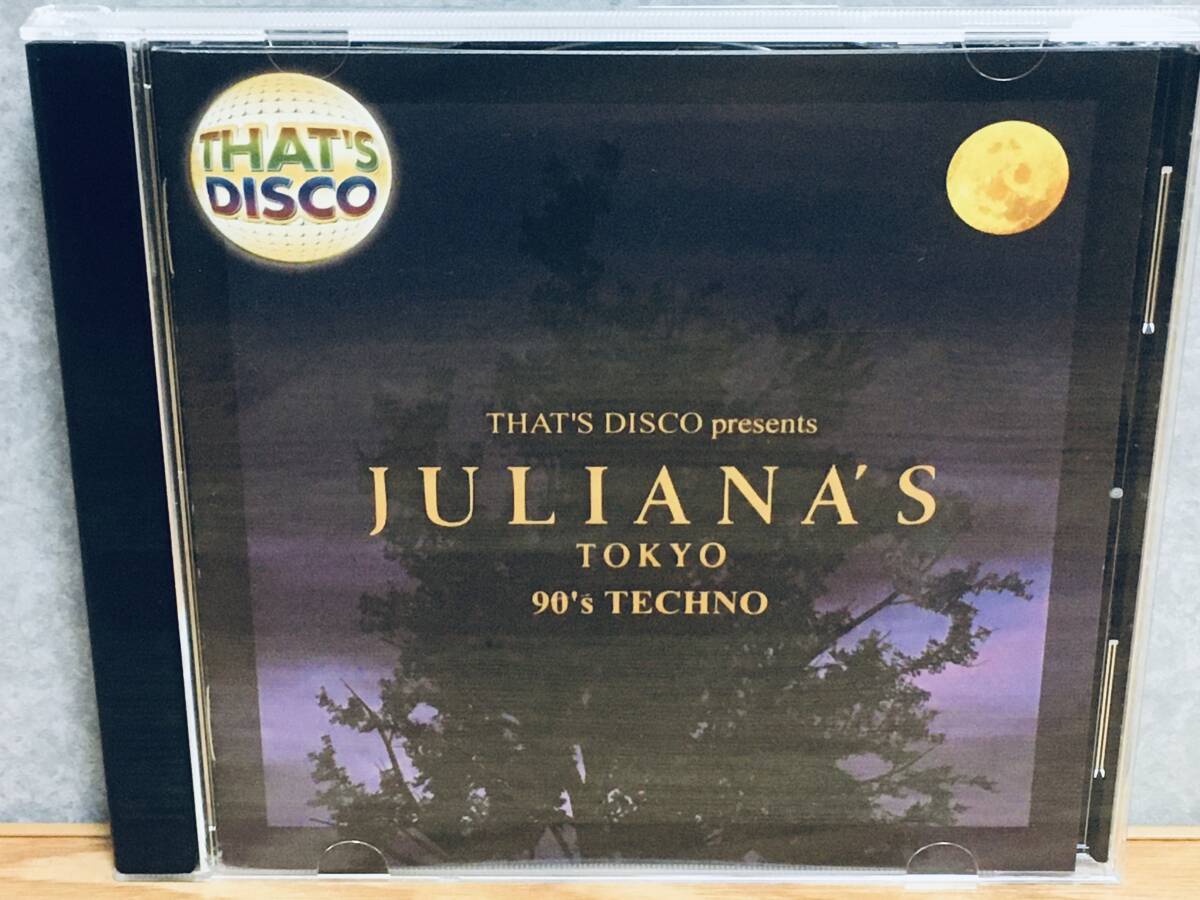 THAT'S
DISCO
THAT'S DISCO presents
JULIANA'S
TOKYO
90's TECHNO